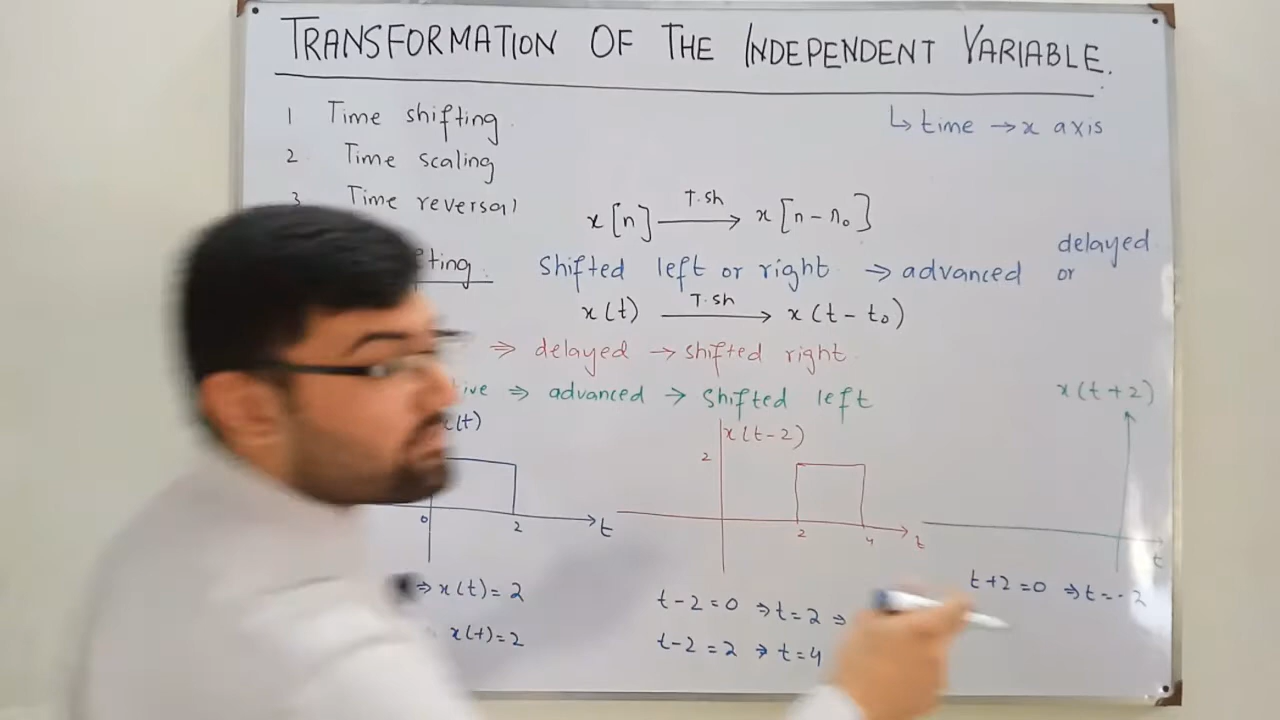 TRANSFORMATION OF THE INDEPENDENT VARIABLE.
1 Time shifting
↳ time → x axis
2 Time scaling
3 Time reversal
x[n] T.sh → x[n-n₀]
Shifted left or right ⇒ advanced or delayed
x(t) T.sh → x(t-t₀)
⇒ delayed → shifted right
⇒ advanced → Shifted left
x(t+2)
x(t-2)
2
0 2 t
2 4 t
t
⇒ x(t)=2
t-2=0 ⇒ t=2 ⇒
t+2=0 ⇒ t=-2
x(t)=2
t-2=2 ⇒ t=4